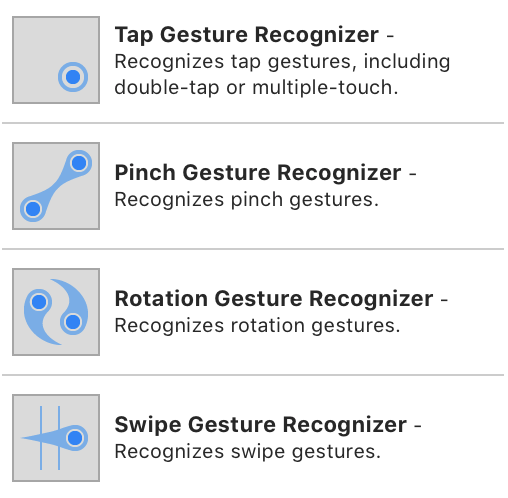 Tap Gesture Recognizer -
Recognizes tap gestures, including
double-tap or multiple-touch.
Pinch Gesture Recognizer -
Recognizes pinch gestures.
Rotation Gesture Recognizer -
Recognizes rotation gestures.
Swipe Gesture Recognizer -
Recognizes swipe gestures.